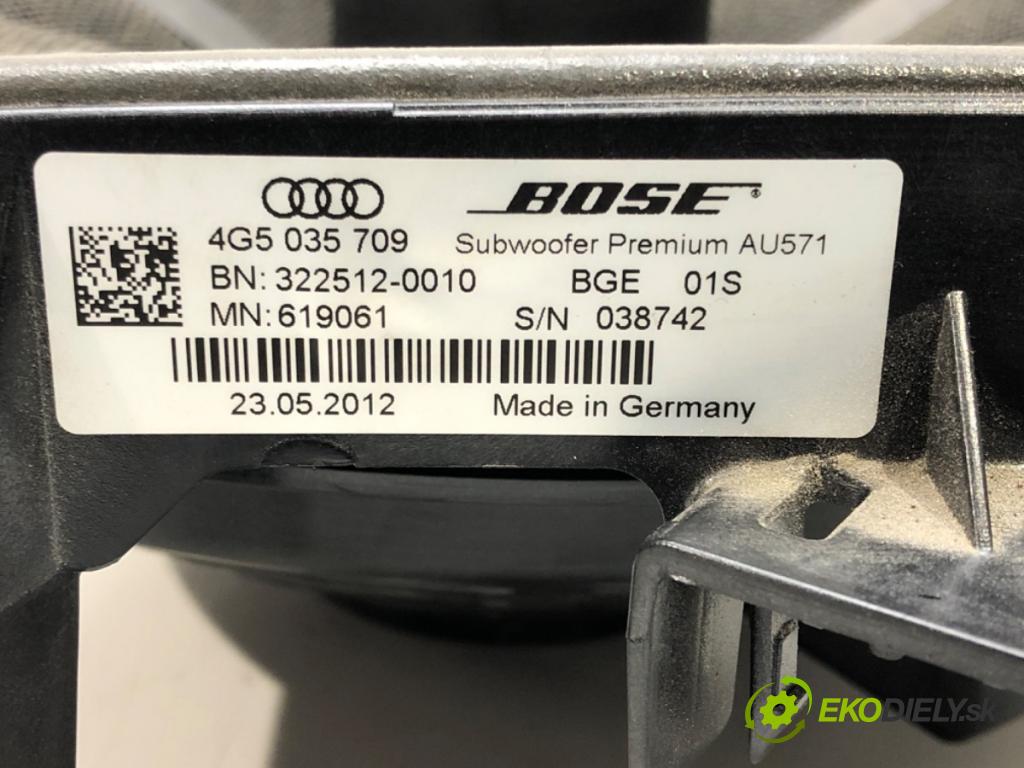 BOSE®
4G5 035 709 Subwoofer Premium AU571
BN: 322512-0010 BGE 01S
MN: 619061 S/N 038742
23.05.2012 Made in Germany
EKODIELY.sk